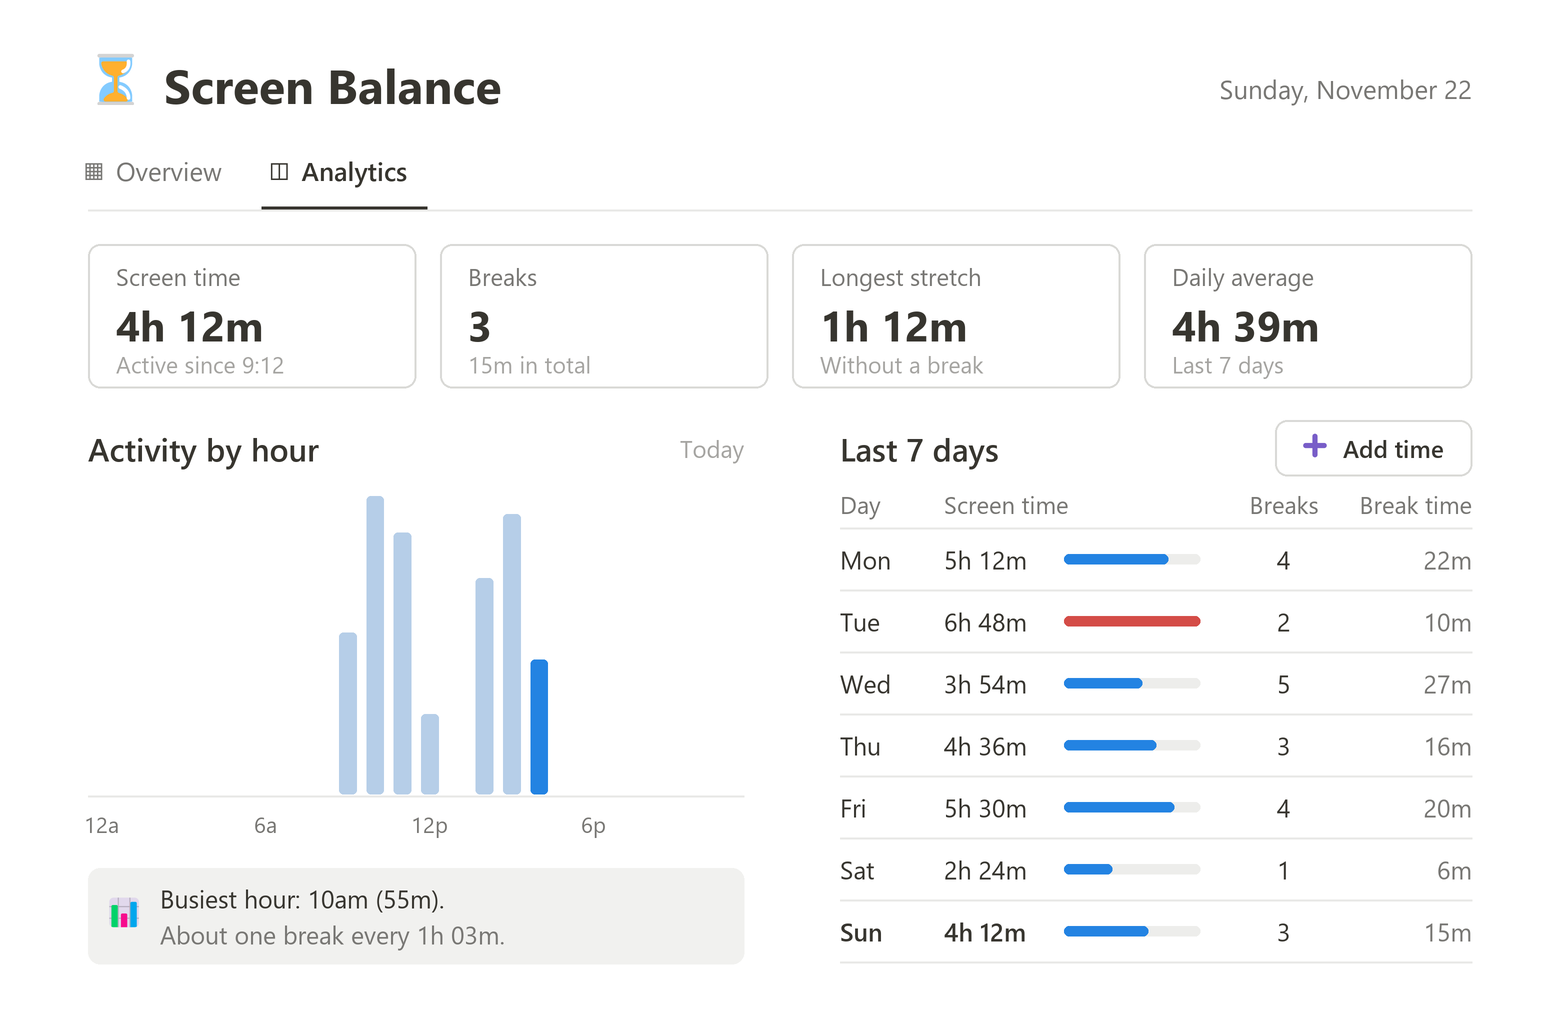 Screen Balance
Sunday, November 22
Overview
Analytics
Screen time
4h 12m
Active since 9:12
Breaks
3
15m in total
Longest stretch
1h 12m
Without a break
Daily average
4h 39m
Last 7 days
Activity by hour
Today
12a 6a 12p 6p
Busiest hour: 10am (55m).
About one break every 1h 03m.
Last 7 days
Add time
Day Screen time Breaks Break time
Mon 5h 12m 4 22m
Tue 6h 48m 2 10m
Wed 3h 54m 5 27m
Thu 4h 36m 3 16m
Fri 5h 30m 4 20m
Sat 2h 24m 1 6m
Sun 4h 12m 3 15m